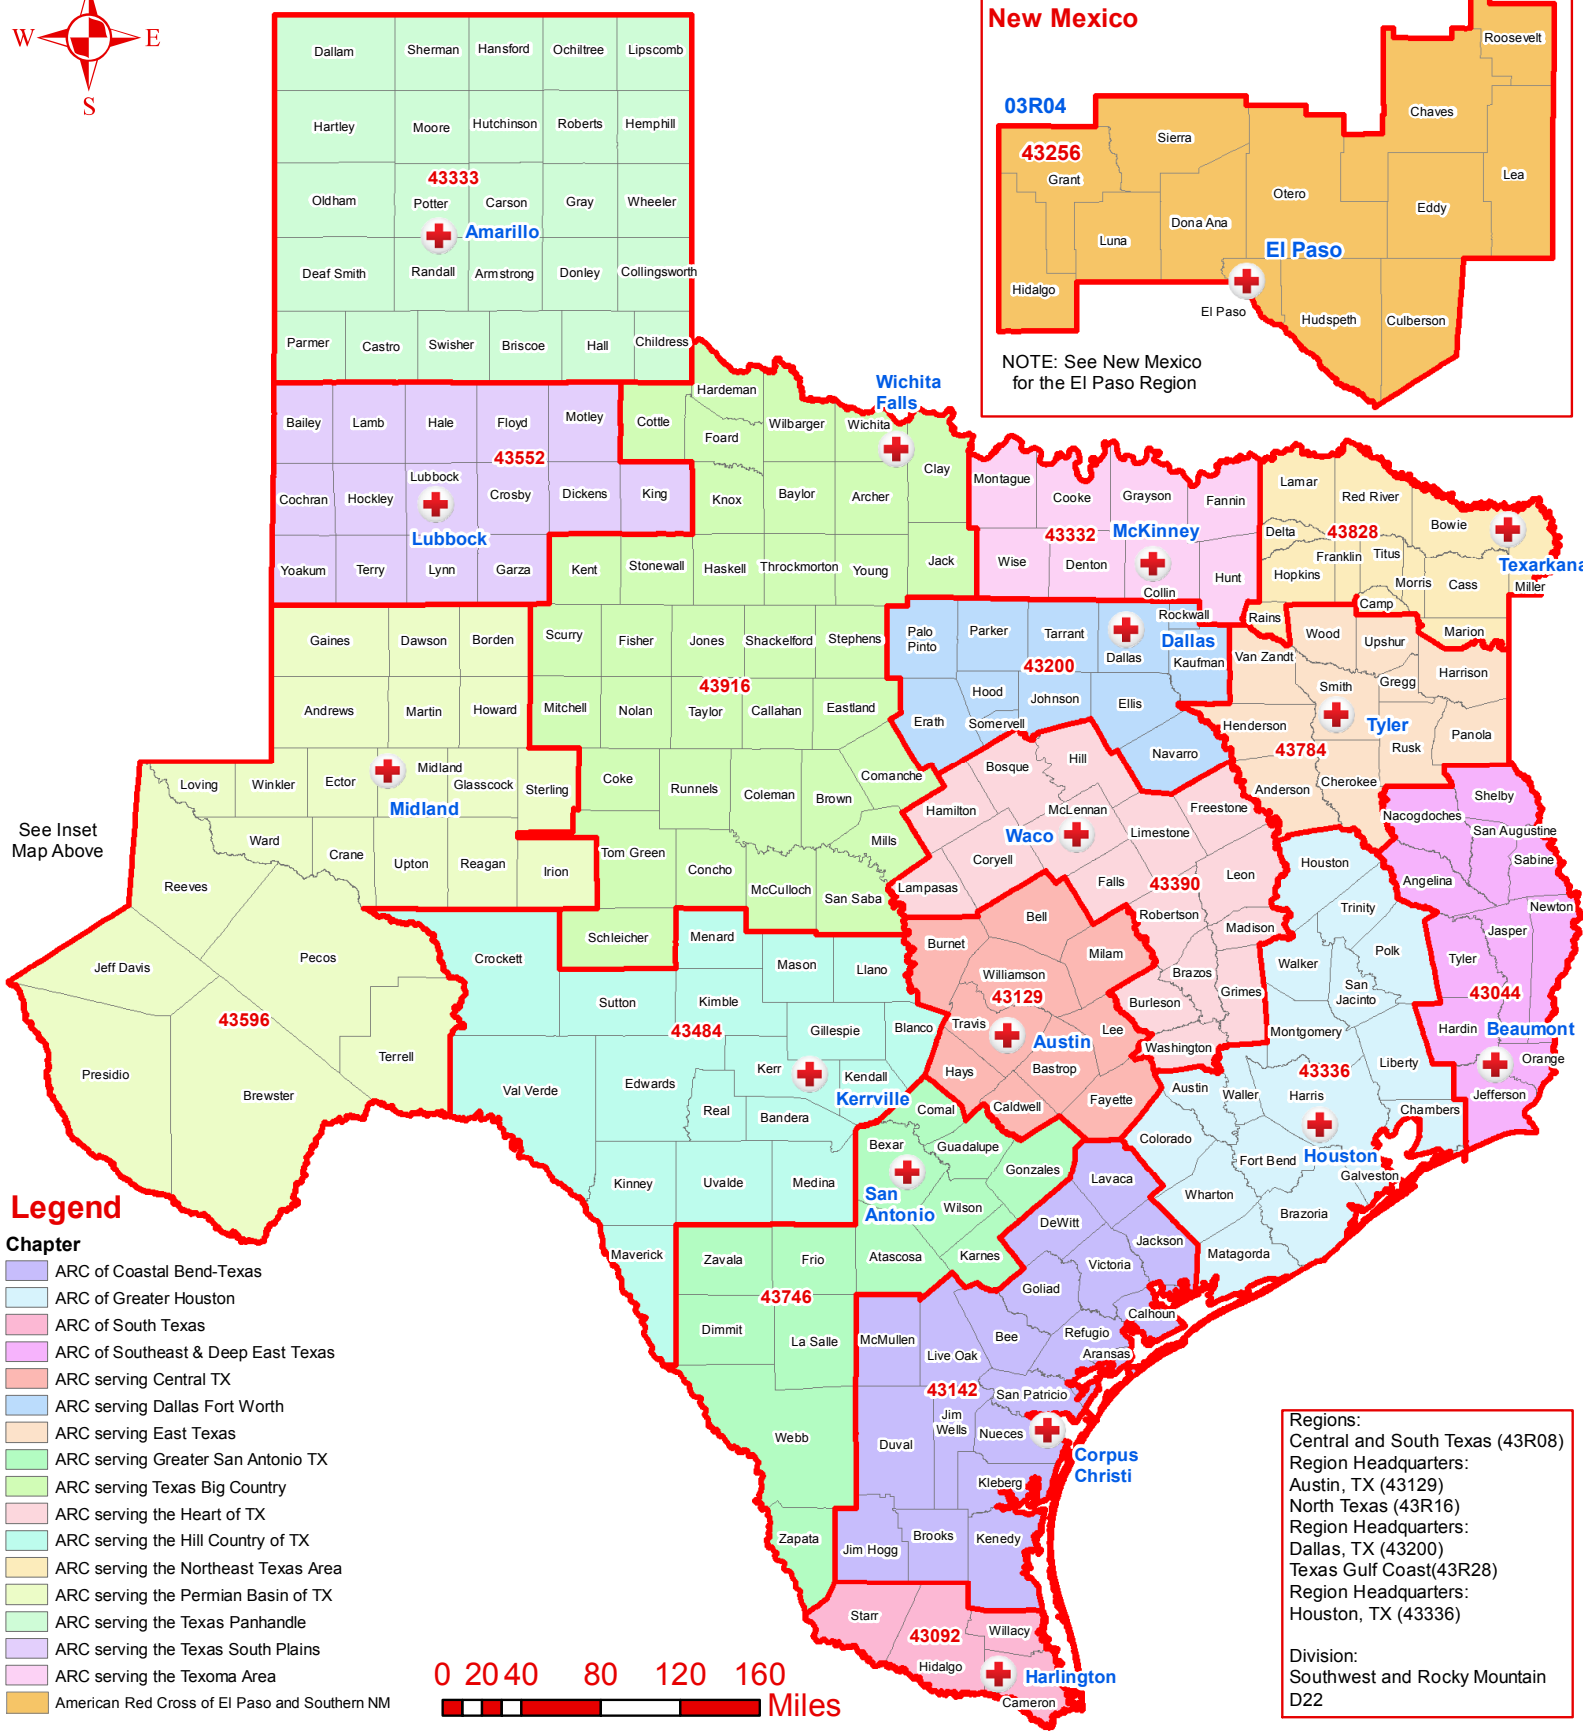 W
E
S
New Mexico
03R04
43256
Roosevelt
Chaves
Sierra
Grant
Lea
Otero
Eddy
Dona Ana
Luna
El Paso
Hidalgo
El Paso
Hudspeth
Culberson
NOTE: See New Mexico
for the El Paso Region
Dallam
Sherman
Hansford
Ochiltree
Lipscomb
Hartley
Moore
Hutchinson
Roberts
Hemphill
43333
Oldham
Potter
Carson
Gray
Wheeler
Amarillo
Deaf Smith
Randall
Armstrong
Donley
Collingsworth
Parmer
Castro
Swisher
Briscoe
Hall
Childress
Bailey
Lamb
Hale
Floyd
Motley
43552
Cochran
Hockley
Lubbock
Crosby
Dickens
King
Lubbock
Yoakum
Terry
Lynn
Garza
Wichita
Falls
Hardeman
Cottle
Foard
Wilbarger
Wichita
Clay
Knox
Baylor
Archer
Kent
Stonewall
Haskell
Throckmorton
Young
Jack
Scurry
Fisher
Jones
Shackelford
Stephens
43916
Mitchell
Nolan
Taylor
Callahan
Eastland
Coke
Runnels
Coleman
Brown
Comanche
Mills
Tom Green
Concho
McCulloch
San Saba
Schleicher
Montague
Cooke
Grayson
Fannin
43332
McKinney
Wise
Denton
Collin
Hunt
Lamar
Red River
Bowie
43828
Delta
Franklin
Titus
Hopkins
Morris
Cass
Texarkana
Miller
Camp
Rains
Marion
Palo
Pinto
Parker
Tarrant
Rockwall
Dallas
Dallas
Kaufman
43200
Hood
Johnson
Ellis
Erath
Somervell
Navarro
Wood
Upshur
Van Zandt
Smith
Gregg
Harrison
Henderson
Tyler
43784
Rusk
Panola
Anderson
Cherokee
Gaines
Dawson
Borden
Andrews
Martin
Howard
Loving
Winkler
Ector
Midland
Glasscock
Sterling
Midland
Ward
Crane
Upton
Reagan
Irion
Reeves
See Inset
Map Above
Jeff Davis
Pecos
43596
Terrell
Presidio
Brewster
Bosque
Hill
Hamilton
McLennan
Freestone
Waco
Limestone
Coryell
Falls
43390
Leon
Lampasas
Robertson
Madison
Brazos
Grimes
Burleson
Washington
Shelby
Nacogdoches
San Augustine
Sabine
Angelina
Newton
Jasper
Tyler
43044
Hardin
Beaumont
Orange
Jefferson
Houston
Trinity
Polk
Walker
San
Jacinto
Montgomery
Liberty
43336
Austin
Waller
Harris
Chambers
Colorado
Fort Bend
Houston
Galveston
Wharton
Brazoria
Matagorda
Bell
Burnet
Milam
Williamson
43129
Travis
Lee
Austin
Hays
Bastrop
Caldwell
Fayette
Crockett
Menard
Mason
Llano
Sutton
Kimble
43484
Gillespie
Blanco
Val Verde
Edwards
Kerr
Kendall
Kerrville
Real
Bandera
Kinney
Uvalde
Medina
Maverick
Comal
Bexar
Guadalupe
Gonzales
San
Antonio
Wilson
Zavala
Frio
Atascosa
Karnes
43746
Dimmit
La Salle
Webb
Zapata
Lavaca
DeWitt
Jackson
Victoria
Goliad
Calhoun
McMullen
Bee
Refugio
Live Oak
Aransas
43142
San Patricio
Jim
Wells
Duval
Nueces
Corpus
Christi
Kleberg
Brooks
Kenedy
Jim Hogg
Starr
43092
Willacy
Hidalgo
Harlington
Cameron
Legend
Chapter
ARC of Coastal Bend-Texas
ARC of Greater Houston
ARC of South Texas
ARC of Southeast & Deep East Texas
ARC serving Central TX
ARC serving Dallas Fort Worth
ARC serving East Texas
ARC serving Greater San Antonio TX
ARC serving Texas Big Country
ARC serving the Heart of TX
ARC serving the Hill Country of TX
ARC serving the Northeast Texas Area
ARC serving the Permian Basin of TX
ARC serving the Texas Panhandle
ARC serving the Texas South Plains
ARC serving the Texoma Area
American Red Cross of El Paso and Southern NM
0 20 40 80 120 160
Miles
Regions:
Central and South Texas (43R08)
Region Headquarters:
Austin, TX (43129)
North Texas (43R16)
Region Headquarters:
Dallas, TX (43200)
Texas Gulf Coast(43R28)
Region Headquarters:
Houston, TX (43336)
Division:
Southwest and Rocky Mountain
D22